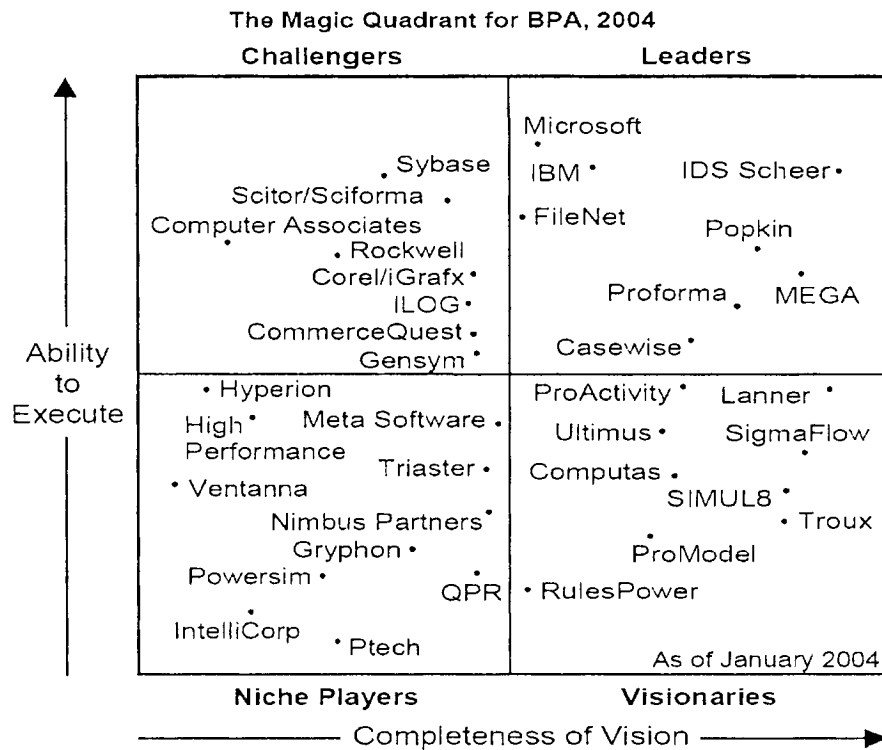 The Magic Quadrant for BPA, 2004
Challengers
Leaders
Microsoft
Sybase
IBM
IDS Scheer
Scitor/Sciforma
Computer Associates
FileNet
Popkin
Rockwell
Corel/iGrafx
ILOG
Proforma
MEGA
CommerceQuest
Gensym
Casewise
Ability
to
Execute
Hyperion
ProActivity
Lanner
High
Performance
Meta Software
Ultimus
SigmaFlow
Triaster
Computas
Ventanna
SIMUL8
Nimbus Partners
Troux
Gryphon
ProModel
Powersim
QPR
RulesPower
IntelliCorp
Ptech
As of January 2004
Niche Players
Visionaries
Completeness of Vision